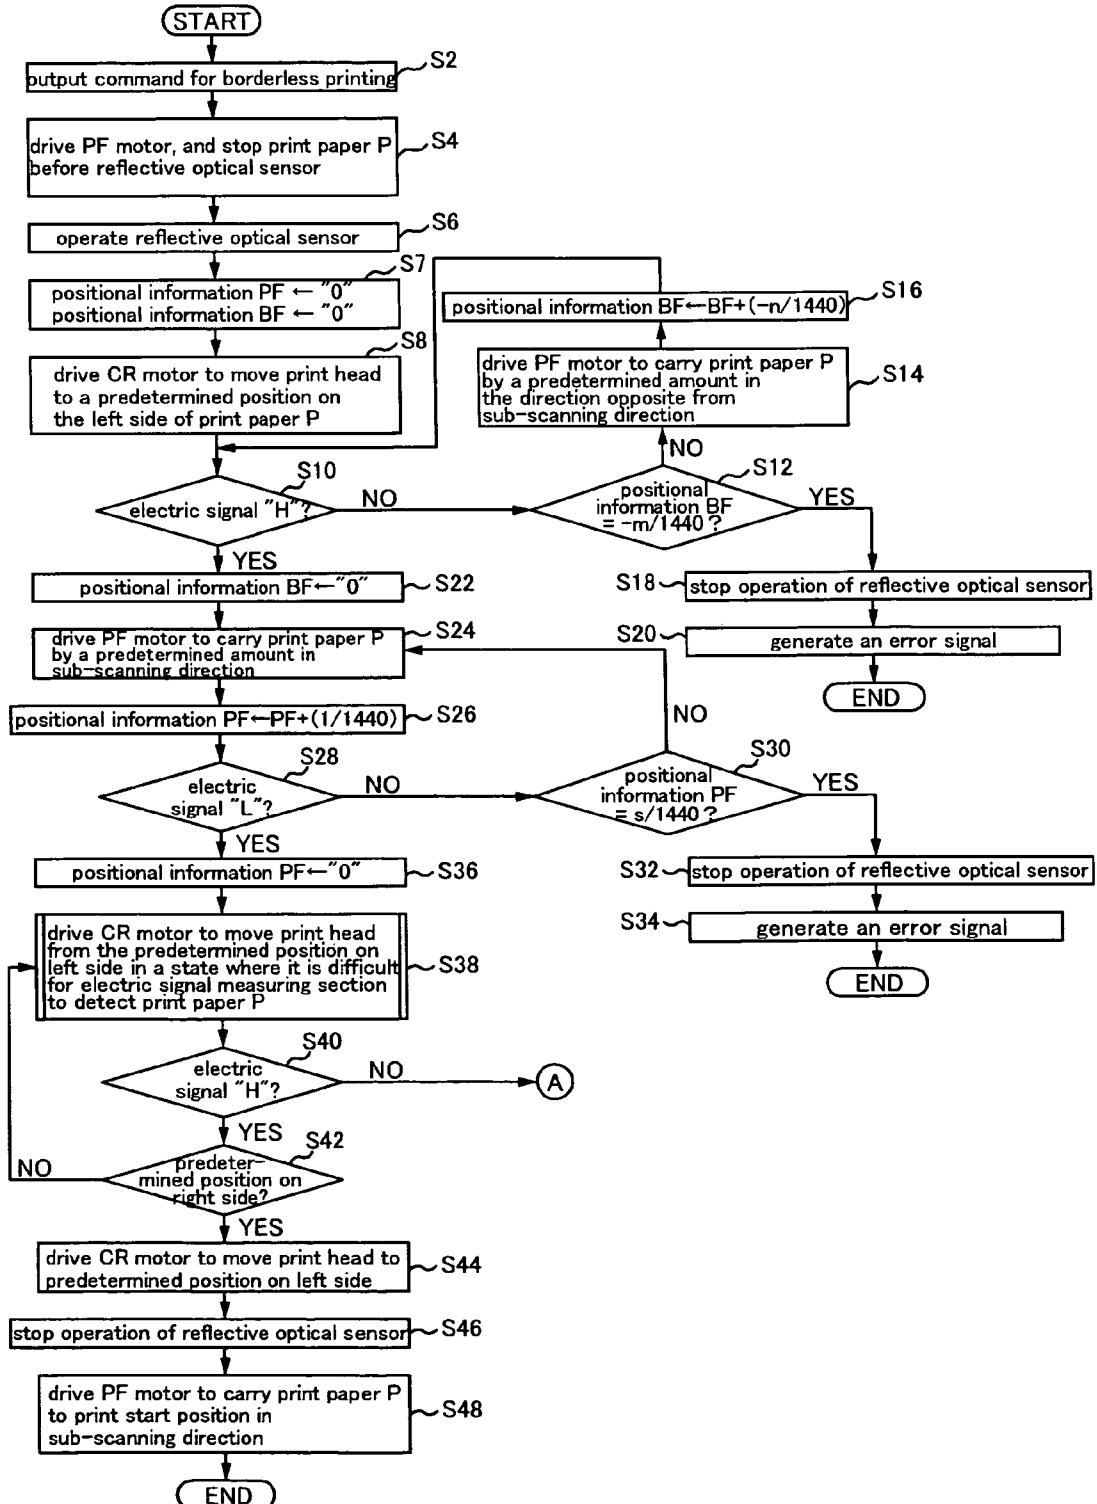 START
S2
output command for borderless printing
S4
drive PF motor, and stop print paper P
before reflective optical sensor
S6
operate reflective optical sensor
S7
positional information PF ← "0"
positional information BF ← "0"
S8
drive CR motor to move print head
to a predetermined position on
the left side of print paper P
S16
positional information BF←BF+(-n/1440)
S14
drive PF motor to carry print paper P
by a predetermined amount in
the direction opposite from
sub-scanning direction
NO
S10
electric signal "H"?
NO
S12
positional
information BF
= -m/1440?
YES
YES
S22
positional information BF←"0"
S18
stop operation of reflective optical sensor
S24
drive PF motor to carry print paper P
by a predetermined amount in
sub-scanning direction
S20
generate an error signal
END
S26
positional information PF←PF+(1/1440)
NO
S28
electric
signal "L"?
NO
S30
positional
information PF
= s/1440?
YES
YES
S36
positional information PF←"0"
S32
stop operation of reflective optical sensor
S34
generate an error signal
END
S38
drive CR motor to move print head
from the predetermined position on
left side in a state where it is difficult
for electric signal measuring section
to detect print paper P
S40
electric
signal "H"?
NO
A
YES
S42
predeter-
mined position on
right side?
NO
YES
S44
drive CR motor to move print head to
predetermined position on left side
S46
stop operation of reflective optical sensor
S48
drive PF motor to carry print paper P
to print start position in
sub-scanning direction
END